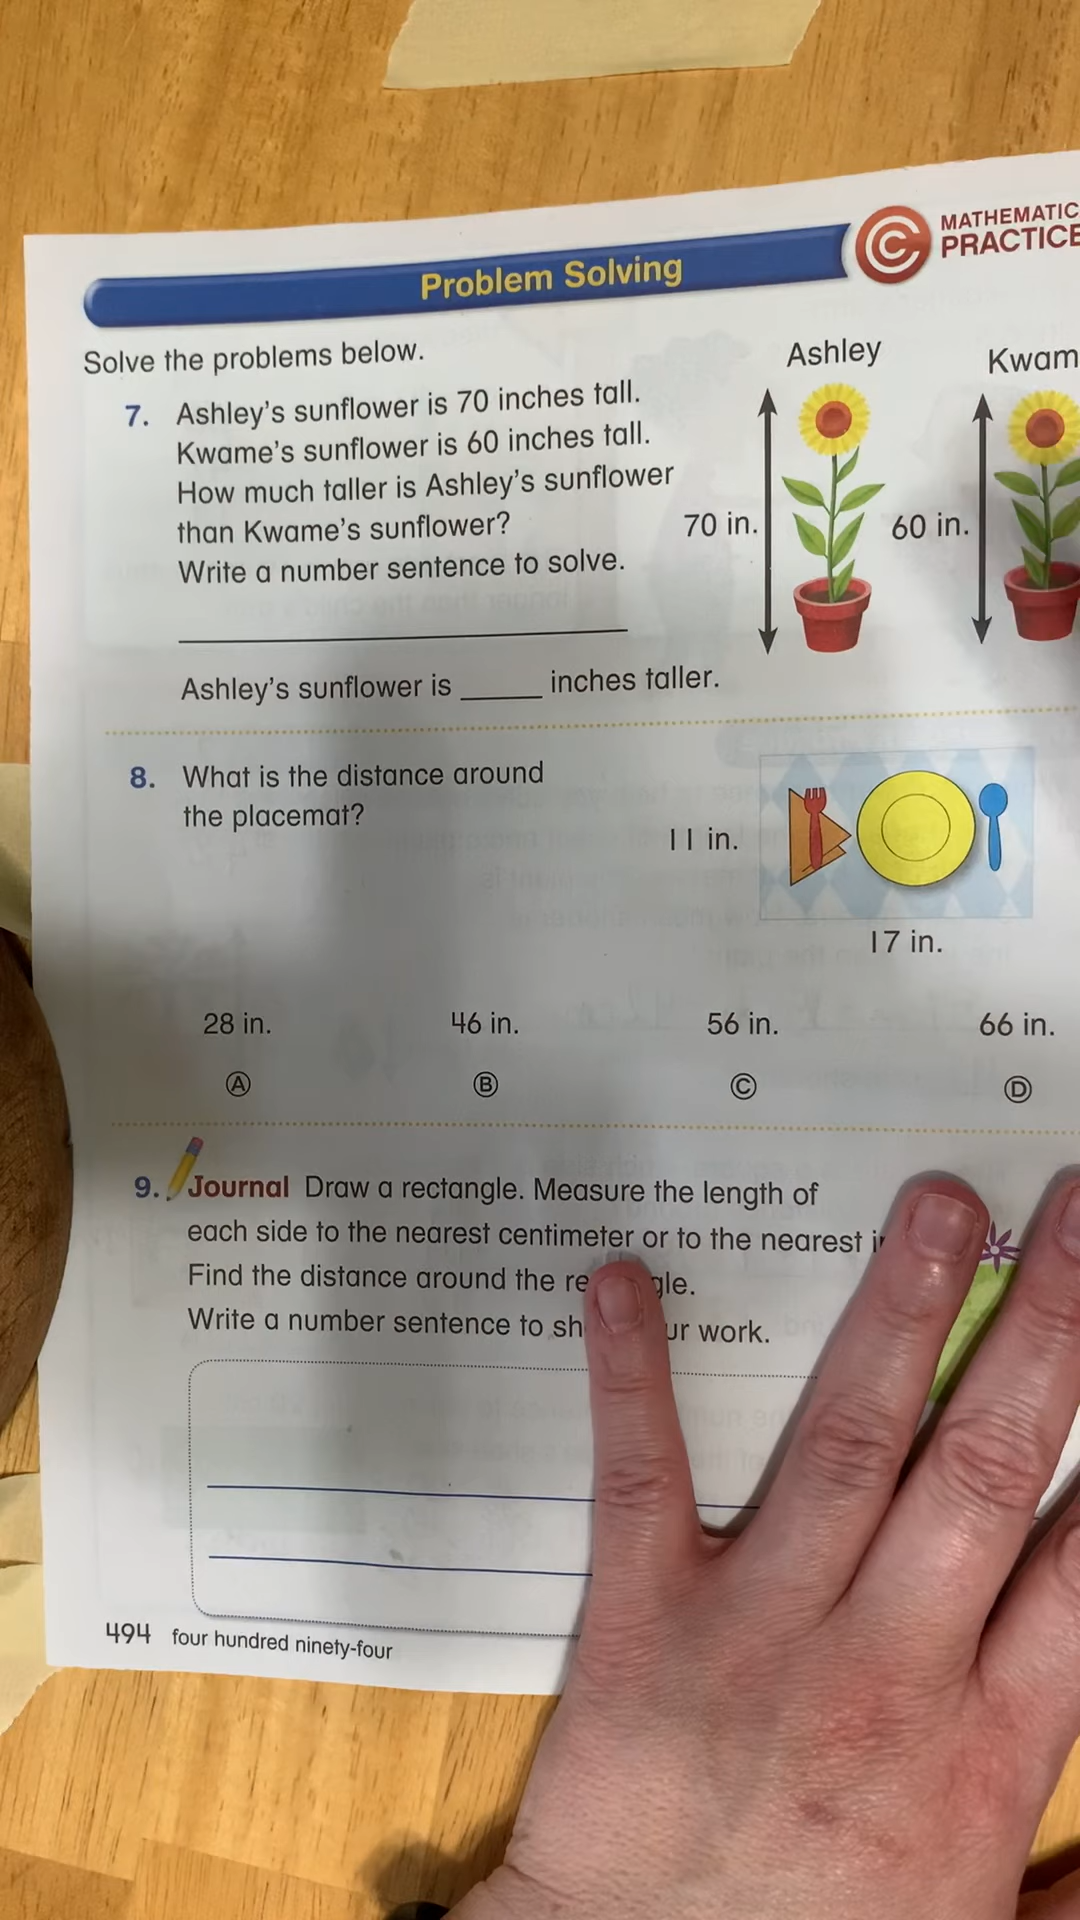 MATHEMATIC
PRACTICE
Problem Solving
Solve the problems below.
Ashley
Kwam
7. Ashley's sunflower is 70 inches tall.
Kwame's sunflower is 60 inches tall.
How much taller is Ashley's sunflower
than Kwame's sunflower?
Write a number sentence to solve.
70 in.
60 in.
Ashley's sunflower is _____ inches taller.
8. What is the distance around
the placemat?
11 in.
17 in.
28 in. 46 in. 56 in. 66 in.
A B C D
9. Journal Draw a rectangle. Measure the length of
each side to the nearest centimeter or to the nearest
Find the distance around the
Write a number sentence to work.
494 four hundred ninety-four